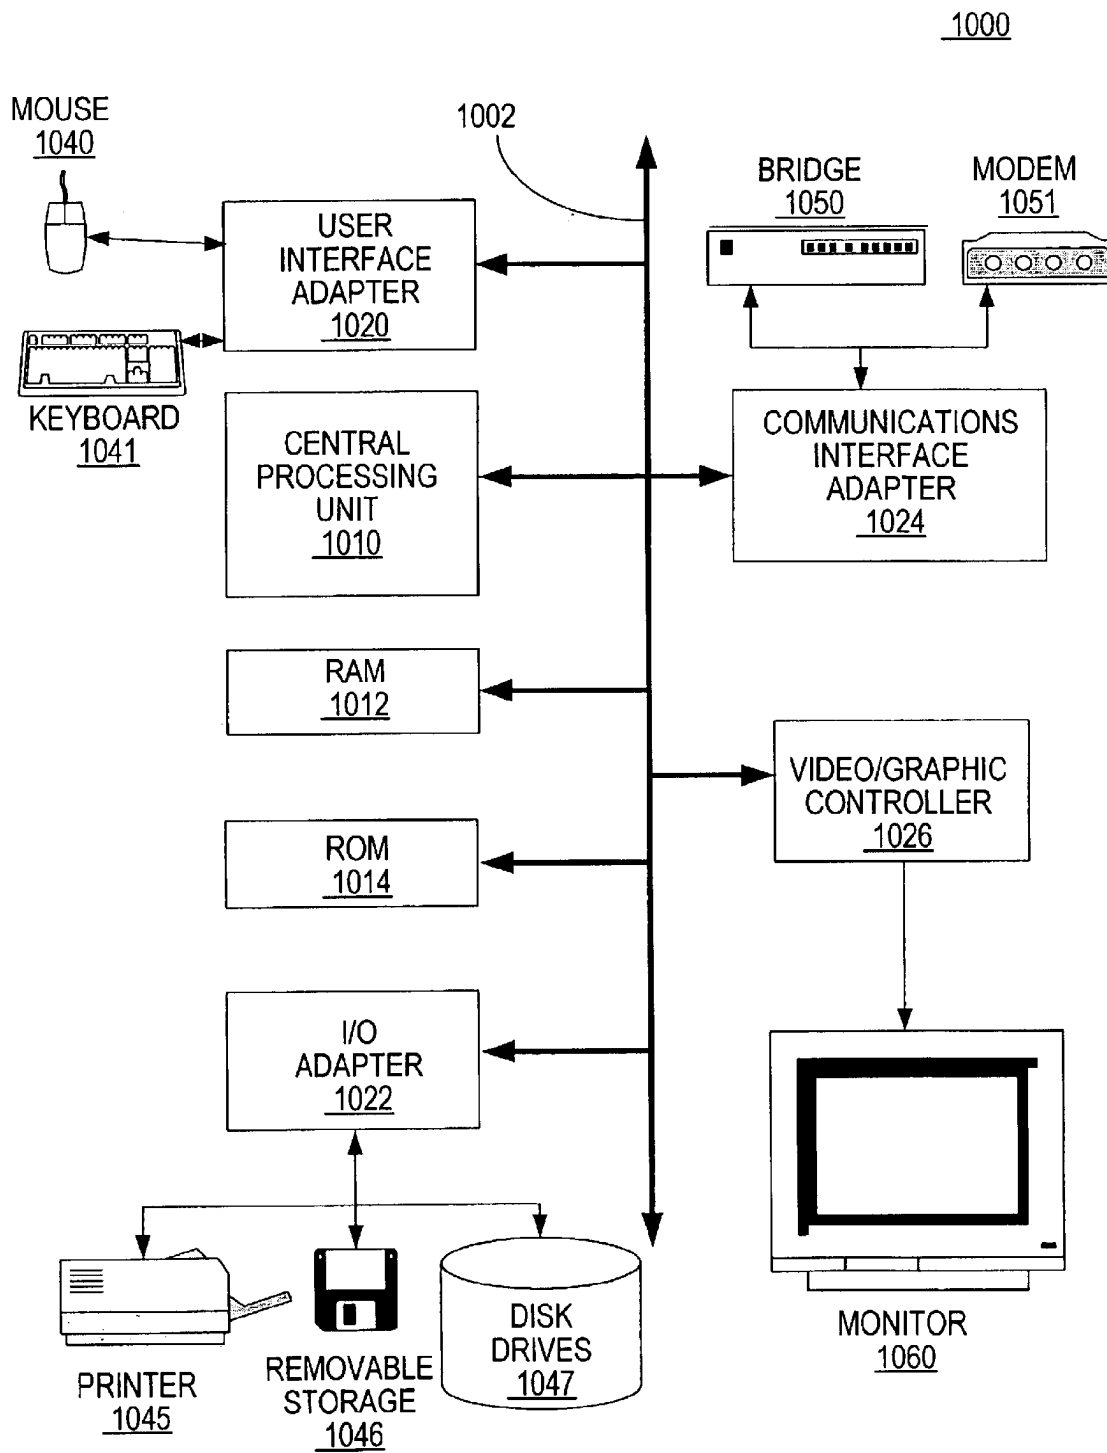 1000
MOUSE
1040
1002
BRIDGE
1050
MODEM
1051
USER
INTERFACE
ADAPTER
1020
KEYBOARD
1041
CENTRAL
PROCESSING
UNIT
1010
COMMUNICATIONS
INTERFACE
ADAPTER
1024
RAM
1012
VIDEO/GRAPHIC
CONTROLLER
1026
ROM
1014
I/O
ADAPTER
1022
PRINTER
1045
REMOVABLE
STORAGE
1046
DISK
DRIVES
1047
MONITOR
1060